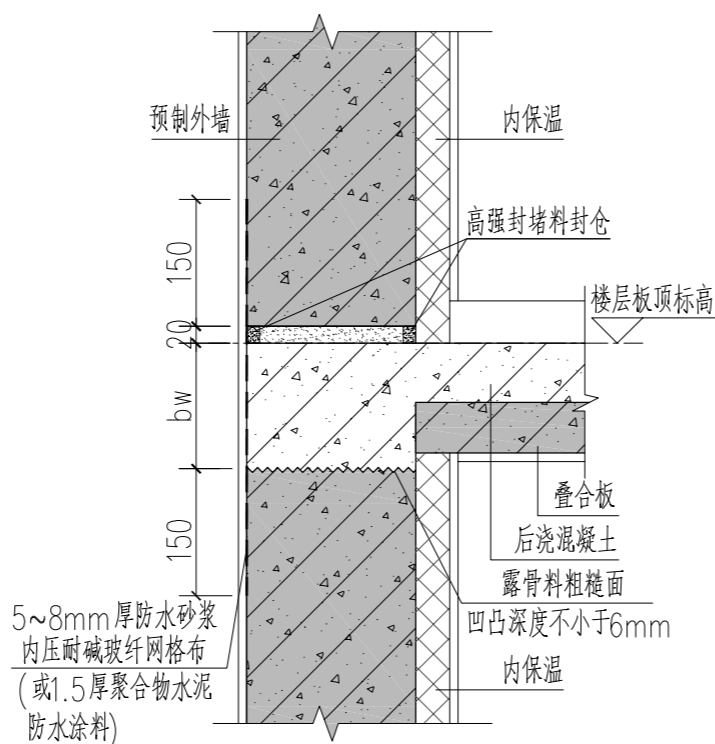 预制外墙
内保温
高强封堵料封仓
150
楼层板顶标高
20
bw
150
叠合板
后浇混凝土
露骨料粗糙面
凹凸深度不小于6mm
5~8mm厚防水砂浆
内压耐碱玻纤网格布
(或1.5厚聚合物水泥
防水涂料)
内保温